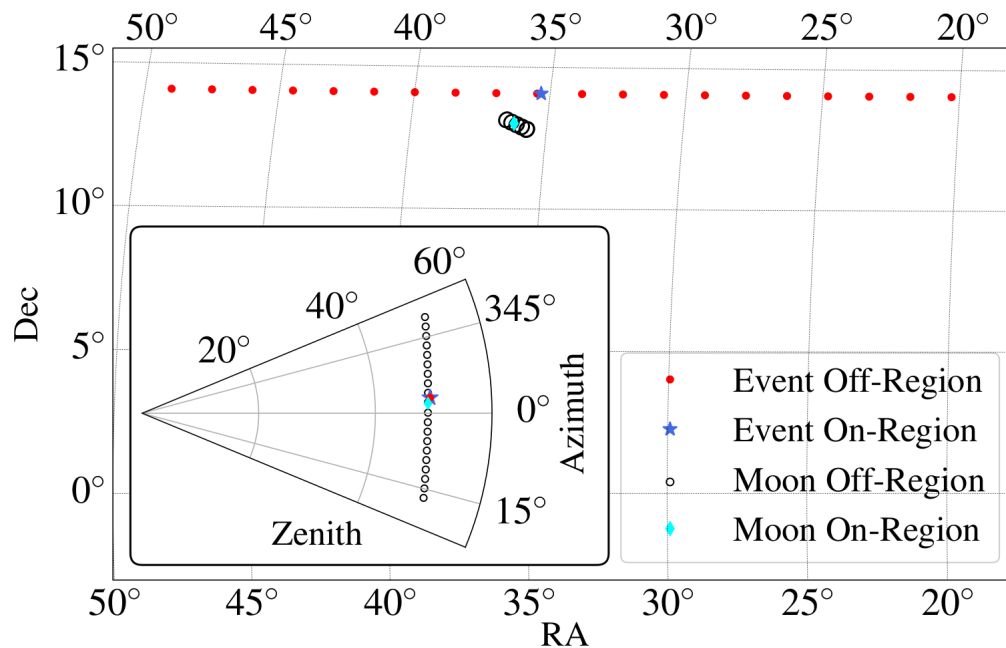 50° 45° 40° 35° 30° 25° 20°
15°
10°
5°
0°
Dec
60°
40°
20°
345°
0°
15°
Azimuth
Zenith
Event Off-Region
Event On-Region
Moon Off-Region
Moon On-Region
50° 45° 40° 35° 30° 25° 20°
RA